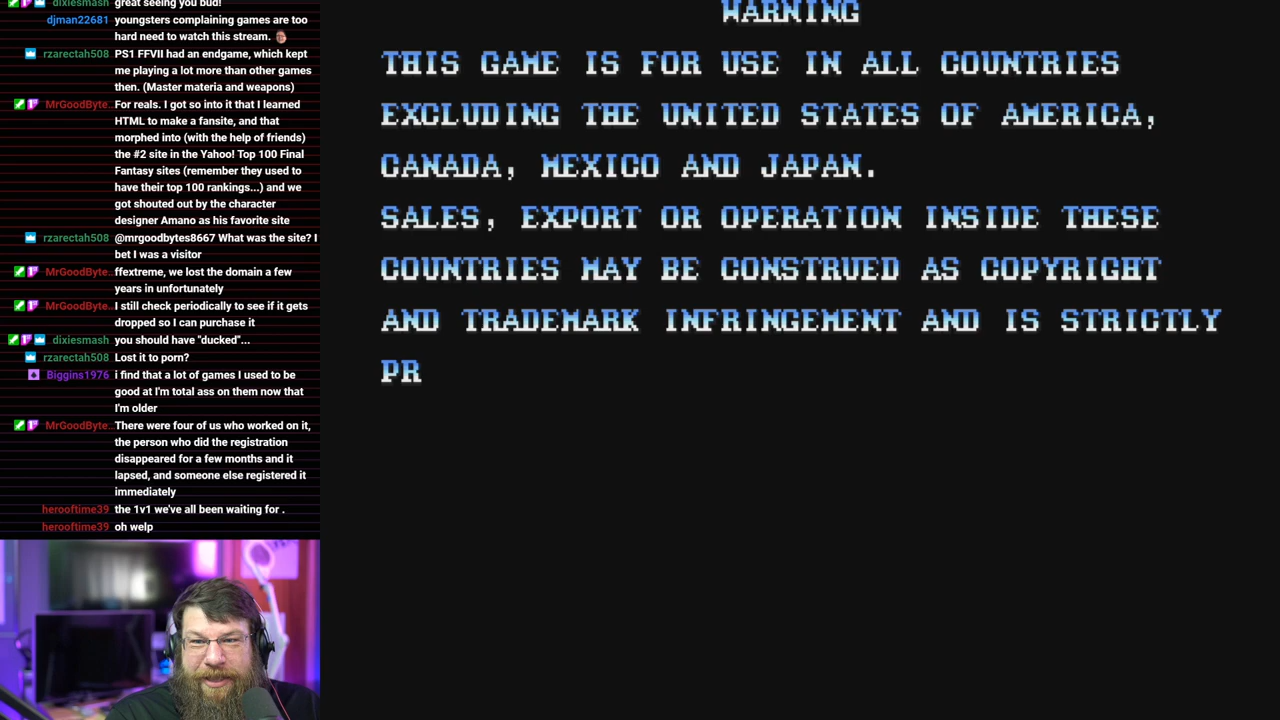 dixiesmash great seeing you bud!
djman22681 youngsters complaining games are too
hard need to watch this stream.
rzarectah508 PS1 FFVII had an endgame, which kept
me playing a lot more than other games
then. (Master materia and weapons)
MrGoodByte... For reals. I got so into it that I learned
HTML to make a fansite, and that
morphed into (with the help of friends)
the #2 site in the Yahoo! Top 100 Final
Fantasy sites (remember they used to
have their top 100 rankings...) and we
got shouted out by the character
designer Amano as his favorite site
rzarectah508 @mrgoodbytes8667 What was the site? I
bet I was a visitor
MrGoodByte... ffextreme, we lost the domain a few
years in unfortunately
MrGoodByte... I still check periodically to see if it gets
dropped so I can purchase it
dixiesmash you should have "ducked"...
rzarectah508 Lost it to porn?
Biggins1976 i find that a lot of games I used to be
good at I'm total ass on them now that
I'm older
MrGoodByte... There were four of us who worked on it,
the person who did the registration
disappeared for a few months and it
lapsed, and someone else registered it
immediately
herooftime39 the 1v1 we've all been waiting for .
herooftime39 oh welp
WARNING
THIS GAME IS FOR USE IN ALL COUNTRIES
EXCLUDING THE UNITED STATES OF AMERICA,
CANADA, MEXICO AND JAPAN.
SALES, EXPORT OR OPERATION INSIDE THESE
COUNTRIES MAY BE CONSTRUED AS COPYRIGHT
AND TRADEMARK INFRINGEMENT AND IS STRICTLY
PR